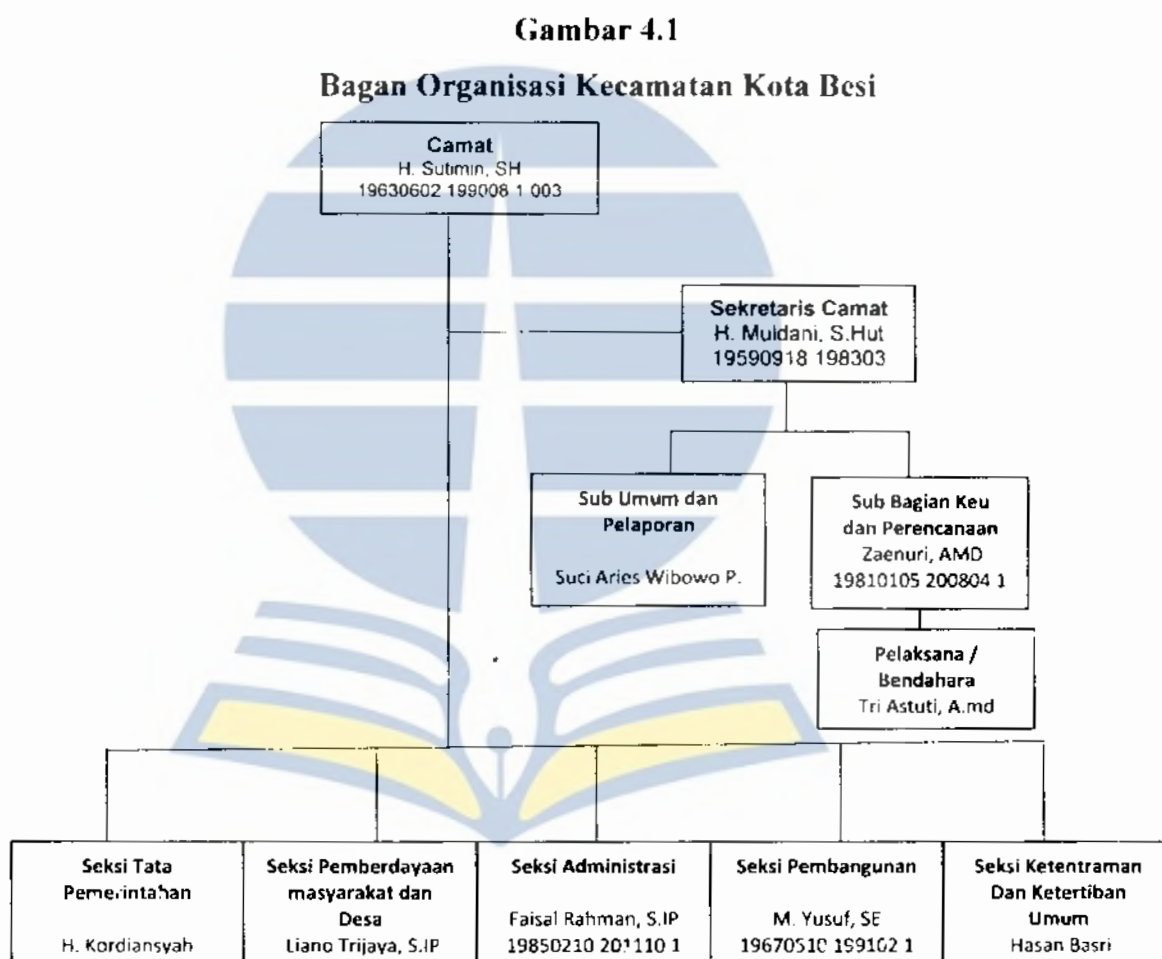 Gambar 4.1
Bagan Organisasi Kecamatan Kota Besi
Camat
H. Sutimin, SH
19630602 199008 1 003
Sekretaris Camat
H. Muldani, S.Hut
19590918 198303
Sub Umum dan
Pelaporan
Suci Aries Wibowo P.
Sub Bagian Keu
dan Perencanaan
Zaenuri, AMD
19810105 200804 1
Pelaksana /
Bendahara
Tri Astuti, A.md
Seksi Tata
Pemerintahan
H. Kordiansyah
Seksi Pemberdayaan
masyarakat dan
Desa
Liano Trijaya, S.IP
Seksi Administrasi
Faisal Rahman, S.IP
19850210 201110 1
Seksi Pembangunan
M. Yusuf, SE
19670510 199102 1
Seksi Ketentraman
Dan Ketertiban
Umum
Hasan Basri